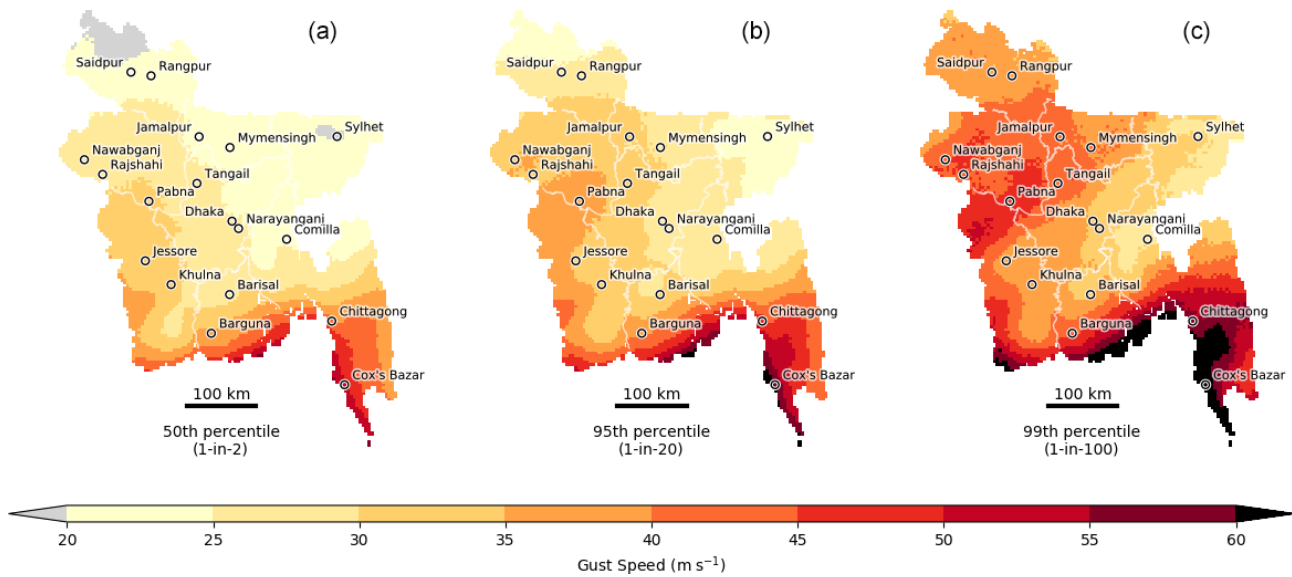 (a)
Saidpur
Rangpur
Jamalpur
Mymensingh
Sylhet
Nawabganj
Rajshahi
Tangail
Pabna
Dhaka
Narayangani
Comilla
Jessore
Khulna
Barisal
Chittagong
Barguna
Cox's Bazar
100 km
50th percentile
(1-in-2)
(b)
Saidpur
Rangpur
Jamalpur
Mymensingh
Sylhet
Nawabganj
Rajshahi
Tangail
Pabna
Dhaka
Narayangani
Comilla
Jessore
Khulna
Barisal
Chittagong
Barguna
Cox's Bazar
100 km
95th percentile
(1-in-20)
(c)
Saidpur
Rangpur
Jamalpur
Mymensingh
Sylhet
Nawabganj
Rajshahi
Tangail
Pabna
Dhaka
Narayangani
Comilla
Jessore
Khulna
Barisal
Chittagong
Barguna
Cox's Bazar
100 km
99th percentile
(1-in-100)
20 25 30 35 40 45 50 55 60
Gust Speed (m s⁻¹)